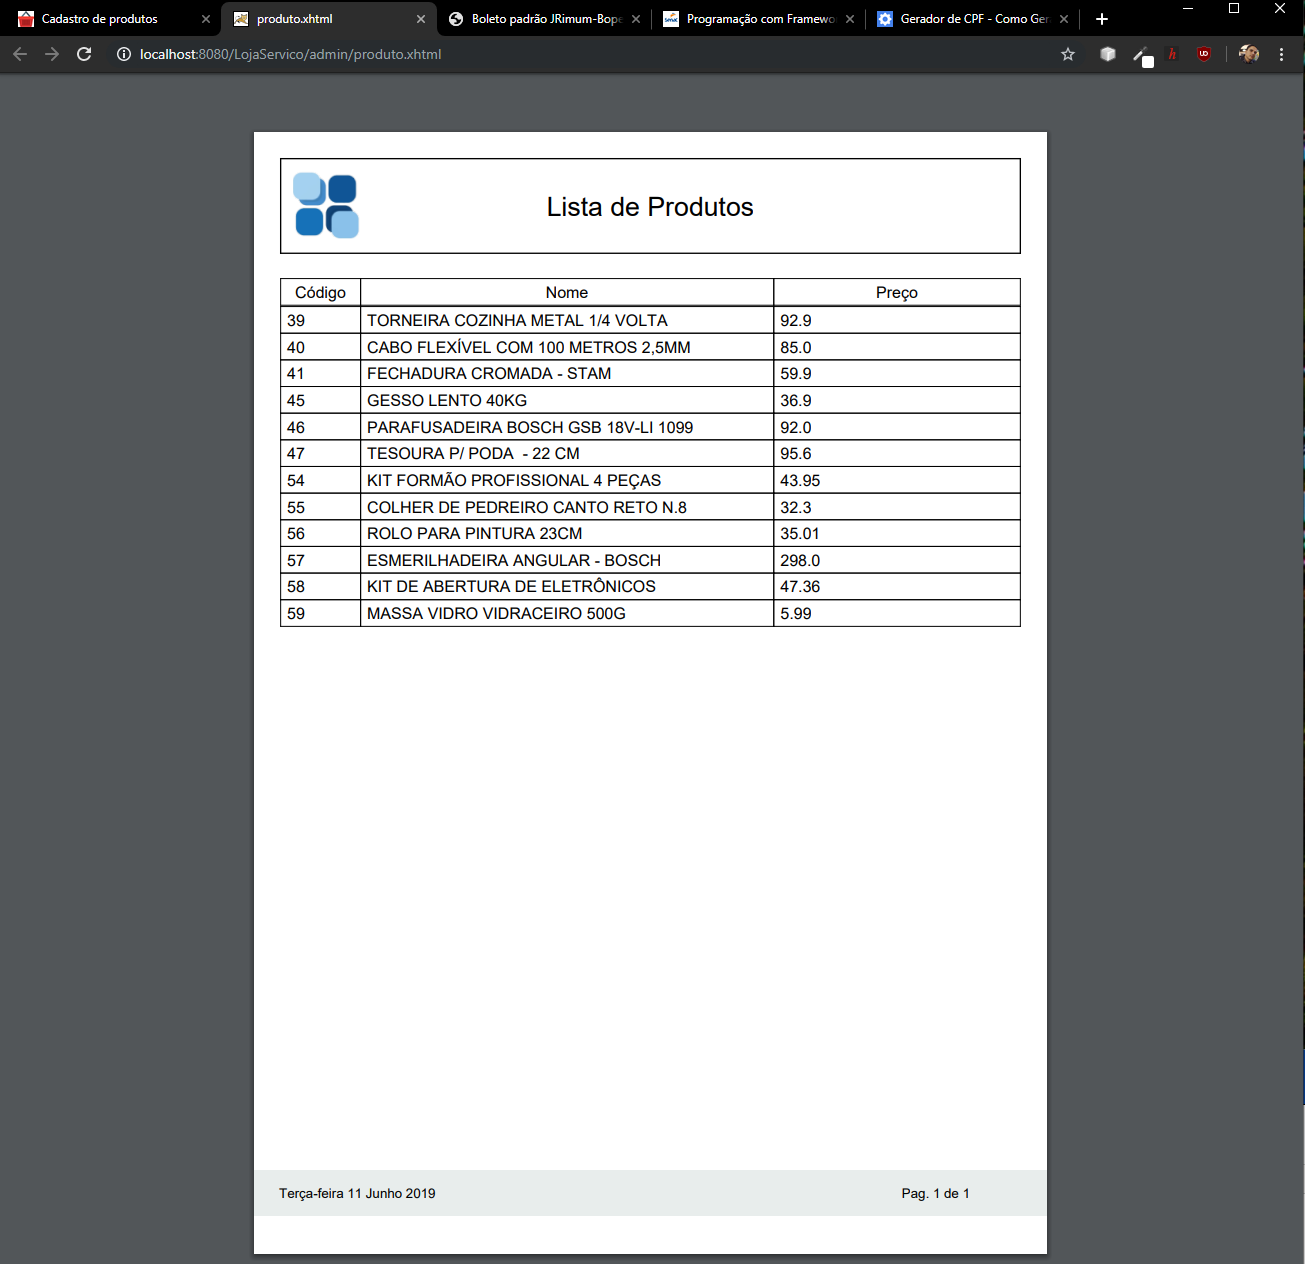 Cadastro de produtos
produto.xhtml
Boleto padrão JRimum-Bop
Programação com Framewo
Gerador de CPF - Como Ger
localhost:8080/LojaServico/admin/produto.xhtml
Lista de Produtos
Código Nome Preço
39 TORNEIRA COZINHA METAL 1/4 VOLTA 92.9
40 CABO FLEXÍVEL COM 100 METROS 2,5MM 85.0
41 FECHADURA CROMADA - STAM 59.9
45 GESSO LENTO 40KG 36.9
46 PARAFUSADEIRA BOSCH GSB 18V-LI 1099 92.0
47 TESOURA P/ PODA - 22 CM 95.6
54 KIT FORMÃO PROFISSIONAL 4 PEÇAS 43.95
55 COLHER DE PEDREIRO CANTO RETO N.8 32.3
56 ROLO PARA PINTURA 23CM 35.01
57 ESMERILHADEIRA ANGULAR - BOSCH 298.0
58 KIT DE ABERTURA DE ELETRÔNICOS 47.36
59 MASSA VIDRO VIDRACEIRO 500G 5.99
Terça-feira 11 Junho 2019 Pag. 1 de 1